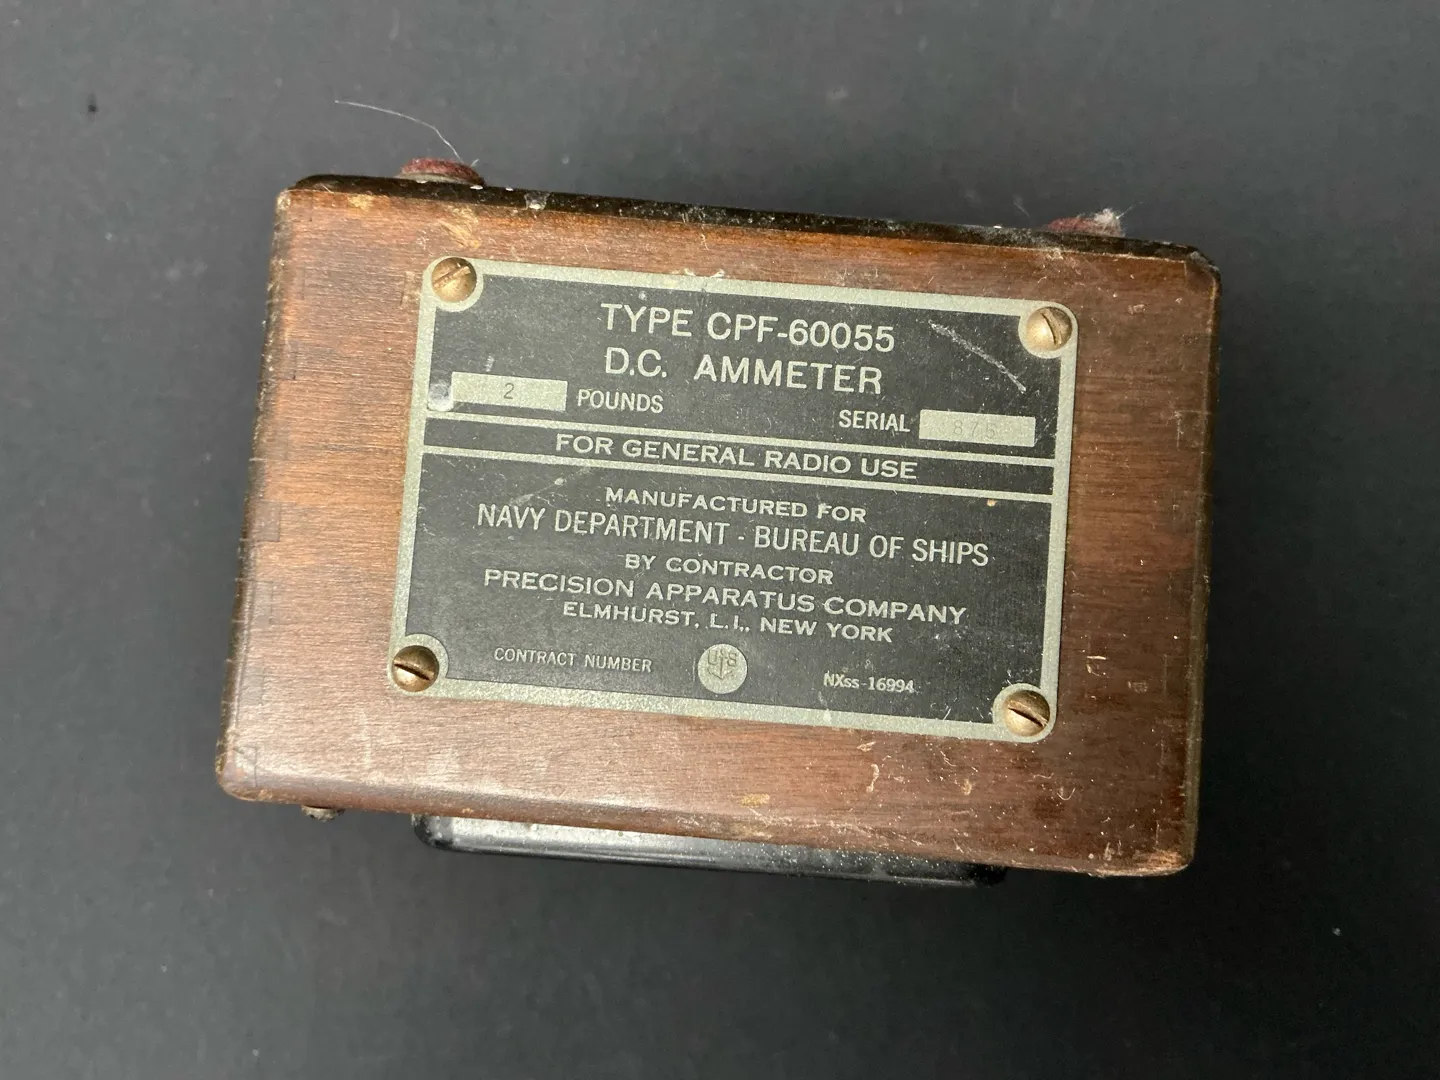 TYPE CPF-60055
D.C. AMMETER
2 POUNDS SERIAL 875
FOR GENERAL RADIO USE
MANUFACTURED FOR
NAVY DEPARTMENT - BUREAU OF SHIPS
BY CONTRACTOR
PRECISION APPARATUS COMPANY
ELMHURST, L.I., NEW YORK
CONTRACT NUMBER NXss-16994